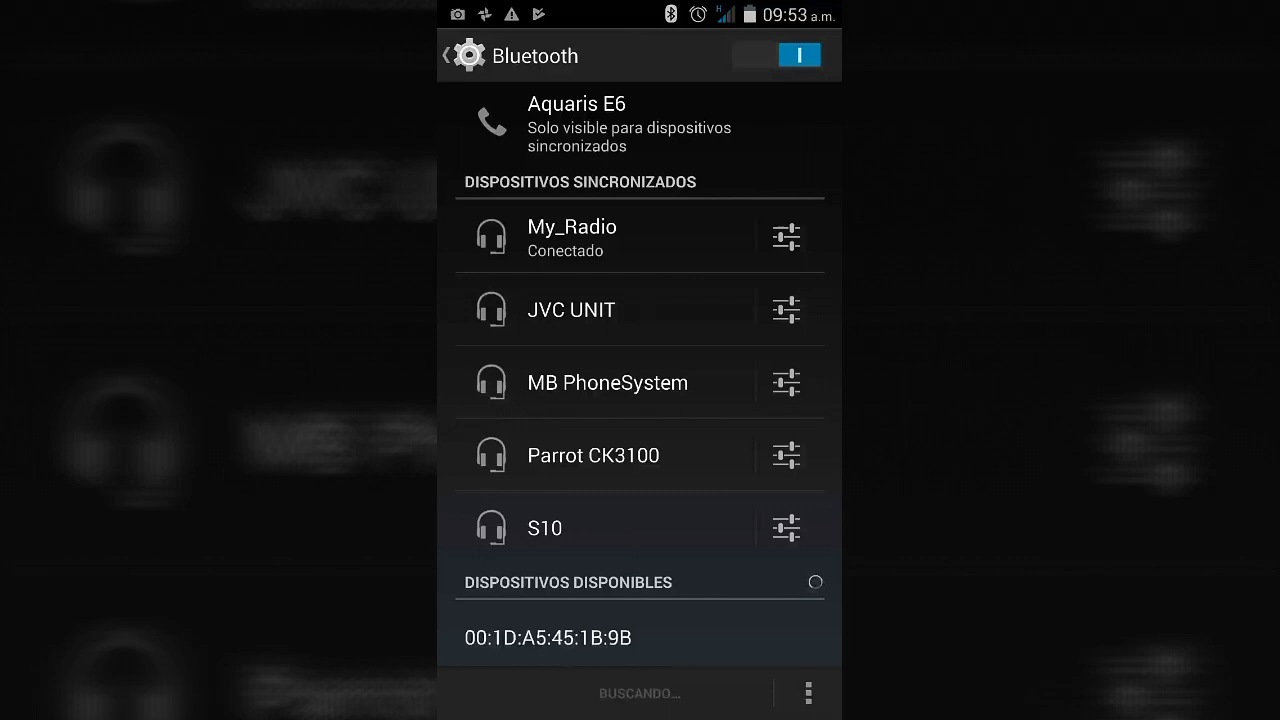 H
09:53 a.m.
Bluetooth
Aquaris E6
Solo visible para dispositivos
sincronizados
DISPOSITIVOS SINCRONIZADOS
My_Radio
Conectado
JVC UNIT
MB PhoneSystem
Parrot CK3100
S10
DISPOSITIVOS DISPONIBLES
00:1D:A5:45:1B:9B
BUSCANDO...